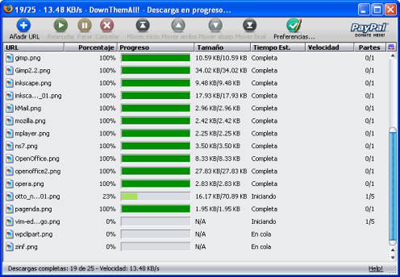 19/25 - 13.48 KB/s - DownThemAll! - Descarga en progreso...
Añadir URL Reanudar Parar Cancelar Mover inicio Mover arriba Mover abajo Mover final Preferencias... PayPal
DONATE HERE!
URL Porcentaje Progreso Tamaño Tiempo Est. Velocidad Partes
gimp.png 100% 10.59 KB/10.59 KB Completa 0/1
Gimp2.2.png 100% 34.02 KB/34.02 KB Completa 0/1
inkscape.png 100% 9.48 KB/9.48 KB Completa 0/1
inksca..._01.png 100% 17.93 KB/17.93 KB Completa 0/1
kMail.png 100% 2.96 KB/2.96 KB Completa 0/1
mozilla.png 100% 2.42 KB/2.42 KB Completa 0/1
mplayer.png 100% 2.25 KB/2.25 KB Completa 0/1
ns7.png 100% 3.50 KB/3.50 KB Completa 0/1
OpenOffice.png 100% 8.33 KB/8.33 KB Completa 0/1
openoffice2.png 100% 27.83 KB/27.83 KB Completa 0/1
opera.png 100% 2.83 KB/2.83 KB Completa 0/1
otto_n...01.png 23% 16.17 KB/70.89 KB Iniciando 1/5
pagenda.png 100% 1.95 KB/1.95 KB Completa 0/1
vim-ed...go.png 0% N/A Iniciando 1/5
wpdlpart.png 0% N/A En cola
zinf.png 0% N/A En cola
Descargas completas: 19 de 25 - Velocidad: 13.48 KB/s Help!